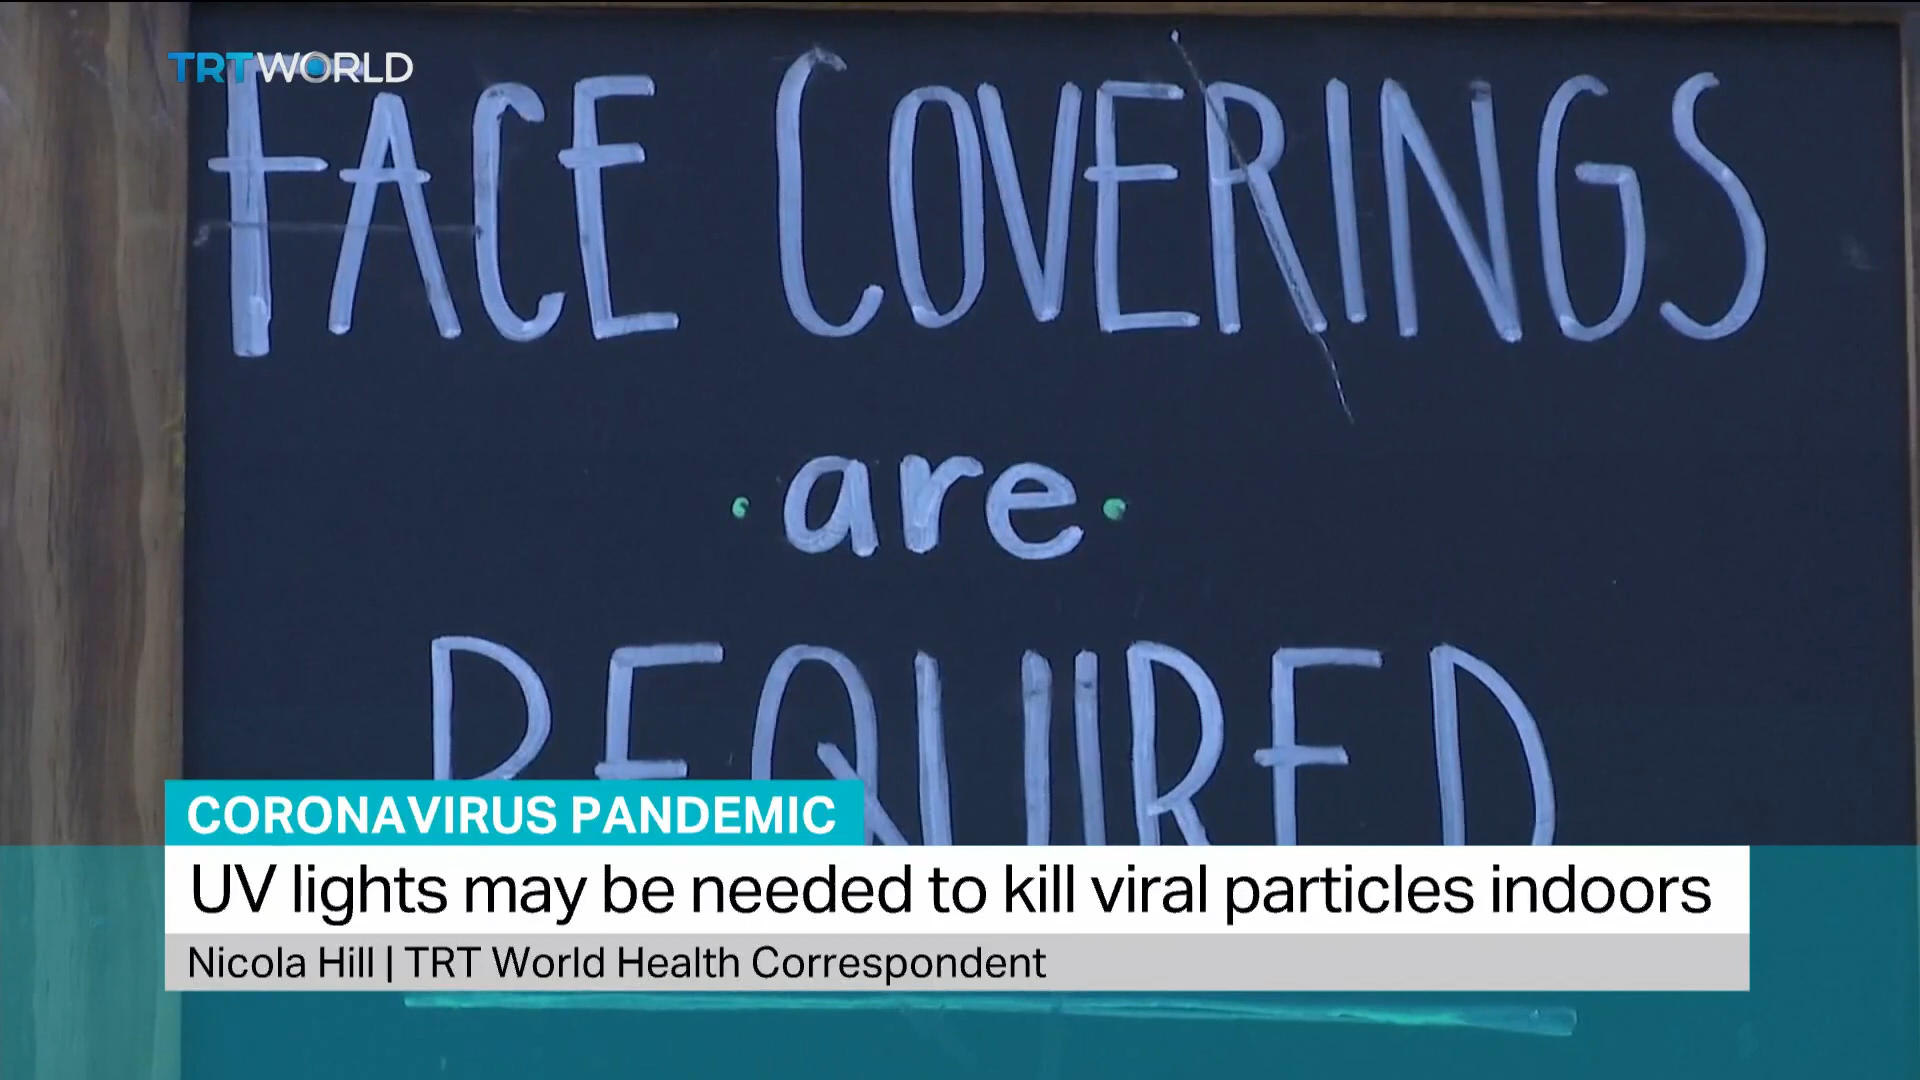 TRT WORLD
FACE COVERINGS
are
REQUIRED
CORONAVIRUS PANDEMIC
UV lights may be needed to kill viral particles indoors
Nicola Hill | TRT World Health Correspondent